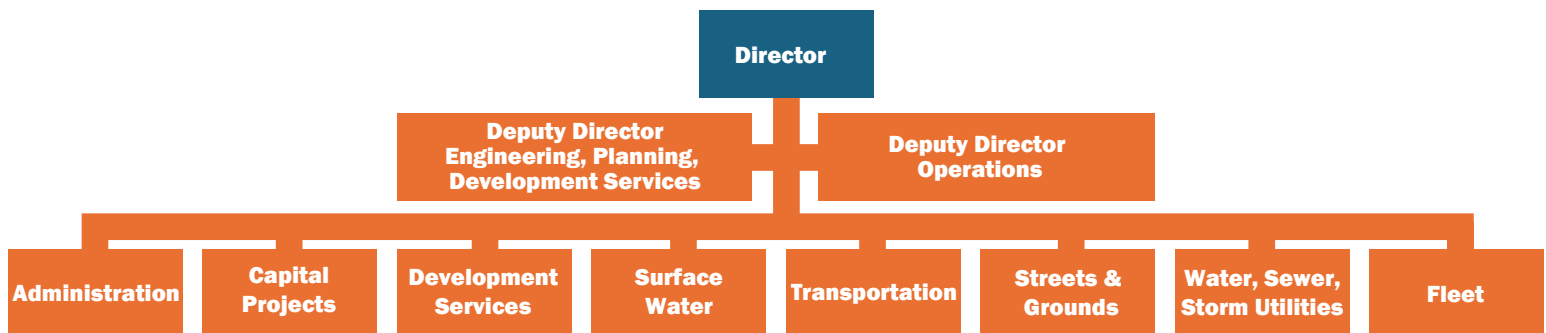 Director
Deputy Director
Engineering, Planning,
Development Services
Deputy Director
Operations
Administration
Capital
Projects
Development
Services
Surface
Water
Transportation
Streets &
Grounds
Water, Sewer,
Storm Utilities
Fleet